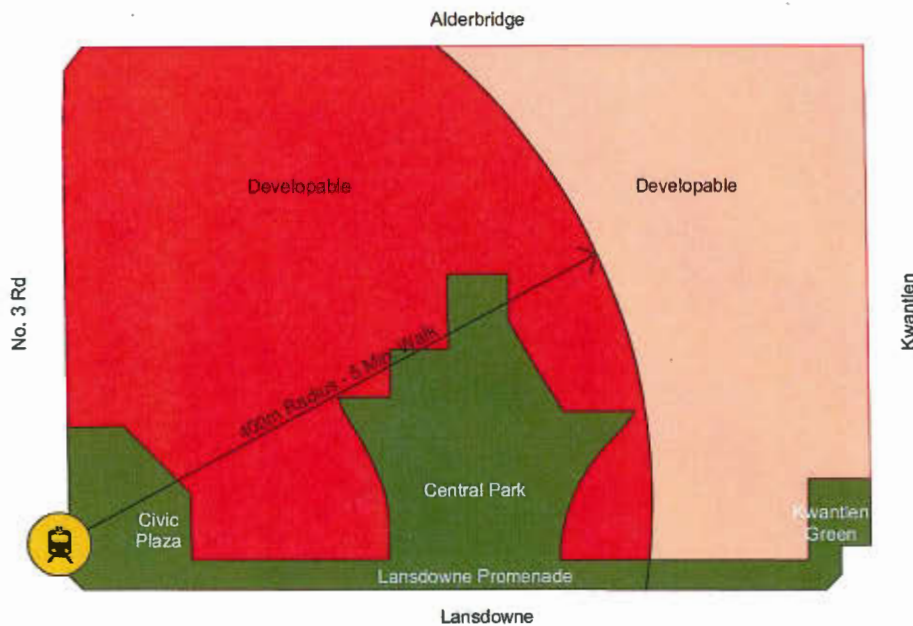 Alderbridge
Developable
Developable
No. 3 Rd
Kwantlen
400m Radius - 5 Min Walk
Central Park
Civic
Plaza
Kwantlen
Green
Lansdowne Promenade
Lansdowne